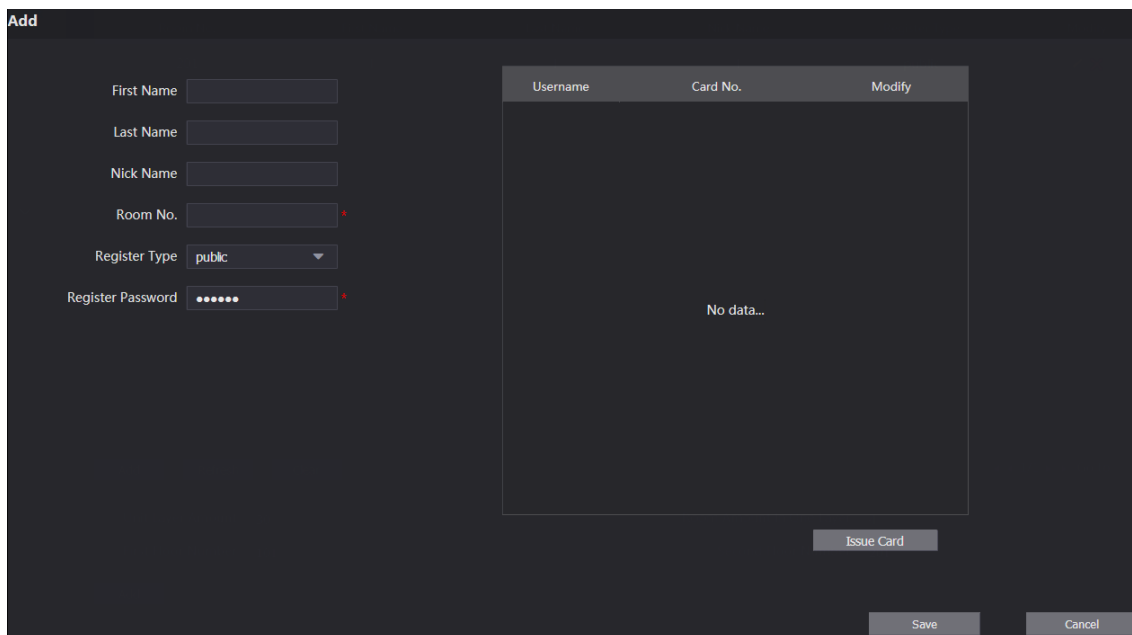 Add
First Name
Last Name
Nick Name
Room No.
*
Register Type
public
Register Password
●●●●●●
*
Username Card No. Modify
No data...
Issue Card
Save Cancel